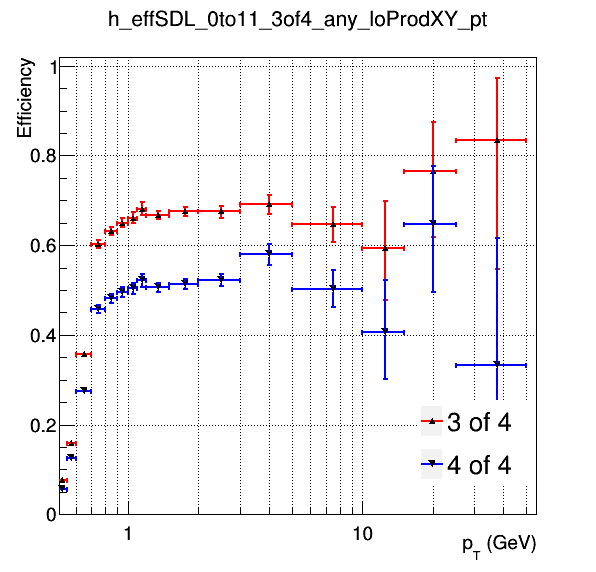 h_effSDL_0to11_3of4_any_loProdXY_pt
Efficiency
1
0.8
0.6
0.4
0.2
0
1
10
p_T (GeV)
3 of 4
4 of 4